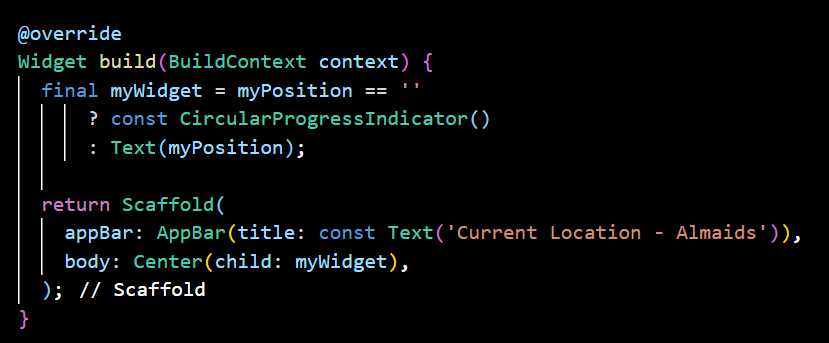 @override
Widget build(BuildContext context) {
final myWidget = myPosition == ''
? const CircularProgressIndicator()
: Text(myPosition);
return Scaffold(
appBar: AppBar(title: const Text('Current Location - Almaids')),
body: Center(child: myWidget),
); // Scaffold
}